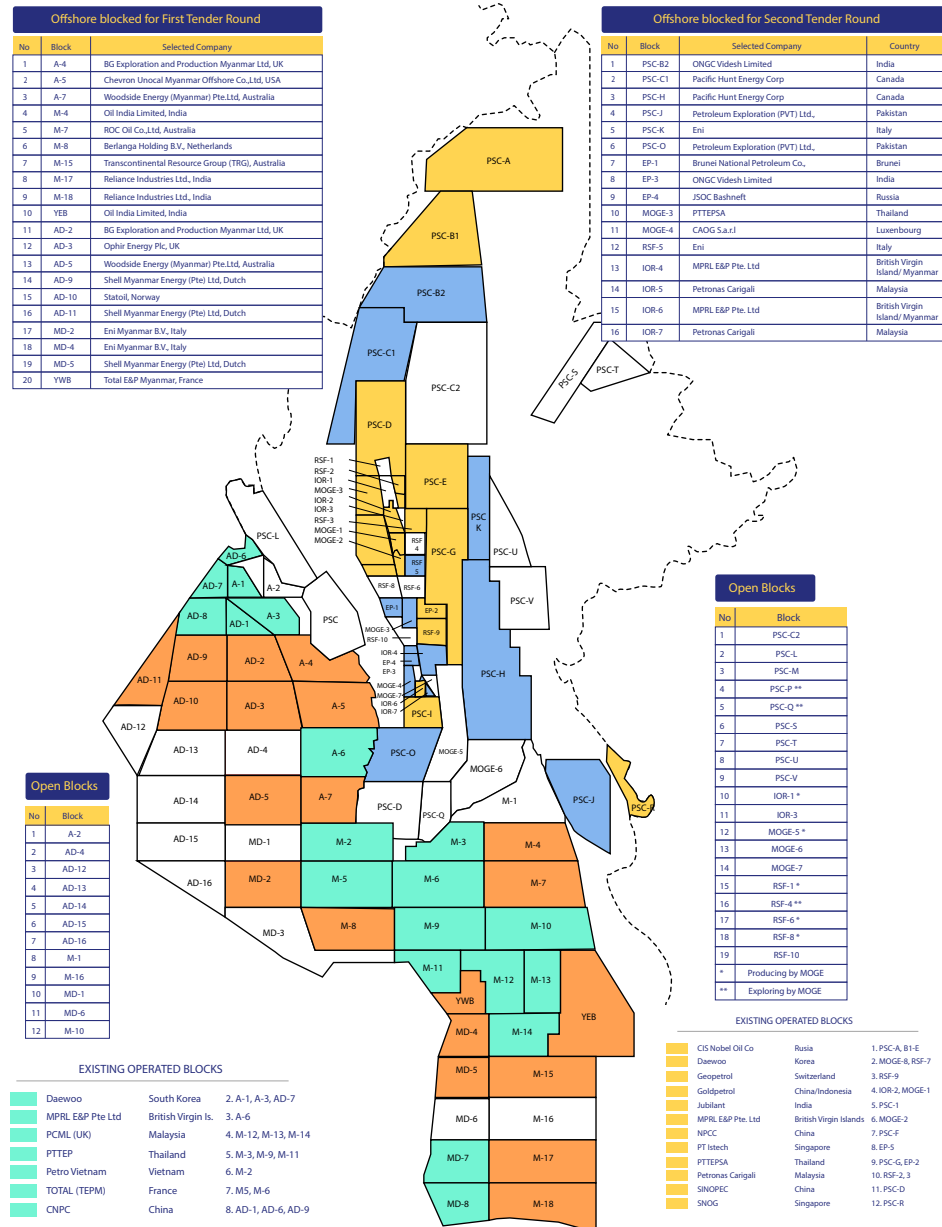 Offshore blocked for First Tender Round
No Block Selected Company
1 A-4 BG Exploration and Production Myanmar Ltd, UK
2 A-5 Chevron Unocal Myanmar Offshore Co.,Ltd, USA
3 A-7 Woodside Energy (Myanmar) Pte.Ltd, Australia
4 M-4 Oil India Limited, India
5 M-7 ROC Oil Co.,Ltd, Australia
6 M-8 Berlanga Holding B.V., Netherlands
7 M-15 Transcontinental Resource Group (TRG), Australia
8 M-17 Reliance Industries Ltd., India
9 M-18 Reliance Industries Ltd., India
10 YEB Oil India Limited, India
11 AD-2 BG Exploration and Production Myanmar Ltd, UK
12 AD-3 Ophir Energy Plc, UK
13 AD-5 Woodside Energy (Myanmar) Pte.Ltd, Australia
14 AD-9 Shell Myanmar Energy (Pte) Ltd, Dutch
15 AD-10 Statoil, Norway
16 AD-11 Shell Myanmar Energy (Pte) Ltd, Dutch
17 MD-2 Eni Myanmar B.V., Italy
18 MD-4 Eni Myanmar B.V., Italy
19 MD-5 Shell Myanmar Energy (Pte) Ltd, Dutch
20 YWB Total E&P Myanmar, France
Offshore blocked for Second Tender Round
No Block Selected Company Country
1 PSC-B2 ONGC Videsh Limited India
2 PSC-C1 Pacific Hunt Energy Corp Canada
3 PSC-H Pacific Hunt Energy Corp Canada
4 PSC-J Petroleum Exploration (PVT) Ltd., Pakistan
5 PSC-K Eni Italy
6 PSC-O Petroleum Exploration (PVT) Ltd., Pakistan
7 EP-1 Brunei National Petroleum Co., Brunei
8 EP-3 ONGC Videsh Limited India
9 EP-4 JSOC Bashneft Russia
10 MOGE-3 PTTEPSA Thailand
11 MOGE-4 CAOG S.a.r.l Luxenbourg
12 RSF-5 Eni Italy
13 IOR-4 MPRL E&P Pte. Ltd British Virgin Island/ Myanmar
14 IOR-5 Petronas Carigali Malaysia
15 IOR-6 MPRL E&P Pte. Ltd British Virgin Island/ Myanmar
16 IOR-7 Petronas Carigali Malaysia
PSC-A
PSC-B1
PSC-B2
PSC-C1
PSC-C2
PSC-S
PSC-T
PSC-D
RSF-1
RSF-2
IOR-1
MOGE-3
IOR-2
IOR-3
RSF-3
MOGE-1
MOGE-2
PSC-E
PSC K
PSC-G
PSC-U
RSF 4
RSF 5
PSC-L
AD-6
AD-7
A-1
A-2
RSF-8
RSF-6
PSC-V
AD-8
AD-1
A-3
PSC
EP-1
EP-2
MOGE-3
RSF-9
RSF-10
AD-9
AD-2
A-4
IOR-4
EP-4
EP-3
PSC-H
AD-11
AD-10
AD-3
A-5
MOGE-4
MOGE-7
IOR-6
IOR-7
PSC-I
AD-12
AD-13
AD-4
A-6
PSC-O
MOGE-5
MOGE-6
AD-14
AD-5
A-7
PSC-D
PSC-Q
M-1
PSC-J
PSC-R
AD-15
MD-1
M-2
M-3
M-4
AD-16
MD-2
M-5
M-6
M-7
MD-3
M-8
M-9
M-10
M-11
M-12
M-13
YWB
YEB
MD-4
M-14
MD-5
M-15
MD-6
M-16
MD-7
M-17
MD-8
M-18
Open Blocks
No Block
1 A-2
2 AD-4
3 AD-12
4 AD-13
5 AD-14
6 AD-15
7 AD-16
8 M-1
9 M-16
10 MD-1
11 MD-6
12 M-10
Open Blocks
No Block
1 PSC-C2
2 PSC-L
3 PSC-M
4 PSC-P **
5 PSC-Q **
6 PSC-S
7 PSC-T
8 PSC-U
9 PSC-V
10 IOR-1 *
11 IOR-3
12 MOGE-5 *
13 MOGE-6
14 MOGE-7
15 RSF-1 *
16 RSF-4 **
17 RSF-6 *
18 RSF-8 *
19 RSF-10
* Producing by MOGE
** Exploring by MOGE
EXISTING OPERATED BLOCKS
Daewoo South Korea 2. A-1, A-3, AD-7
MPRL E&P Pte Ltd British Virgin Is. 3. A-6
PCML (UK) Malaysia 4. M-12, M-13, M-14
PTTEP Thailand 5. M-3, M-9, M-11
Petro Vietnam Vietnam 6. M-2
TOTAL (TEPM) France 7. M5, M-6
CNPC China 8. AD-1, AD-6, AD-9
EXISTING OPERATED BLOCKS
CIS Nobel Oil Co Rusia 1. PSC-A, B1-E
Daewoo Korea 2. MOGE-8, RSF-7
Geopetrol Switzerland 3. RSF-9
Goldpetrol China/Indonesia 4. IOR-2, MOGE-1
Jubilant India 5. PSC-1
MPRL E&P Pte. Ltd British Virgin Islands 6. MOGE-2
NPCC China 7. PSC-F
PT Istech Singapore 8. EP-5
PTTEPSA Thailand 9. PSC-G, EP-2
Petronas Carigali Malaysia 10. RSF-2, 3
SINOPEC China 11. PSC-D
SNOG Singapore 12. PSC-R